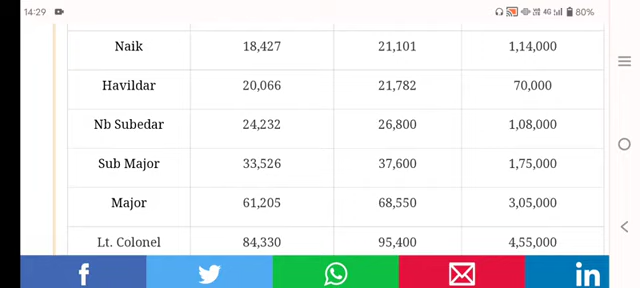 14:29 4G 80%
Naik 18,427 21,101 1,14,000
Havildar 20,066 21,782 70,000
Nb Subedar 24,232 26,800 1,08,000
Sub Major 33,526 37,600 1,75,000
Major 61,205 68,550 3,05,000
Lt. Colonel 84,330 95,400 4,55,000
f in